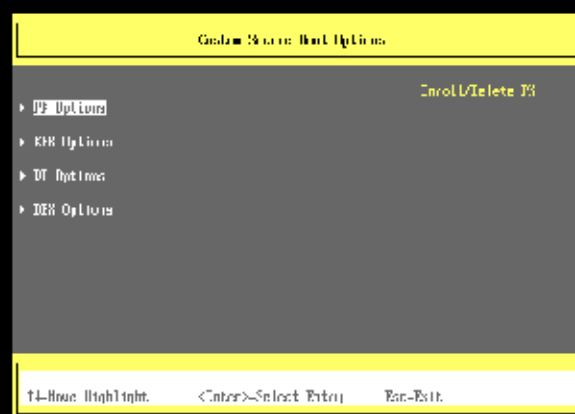 Custom Secure Boot Options
Enroll/Delete PK
PK Options
KEK Options
DB Options
DBX Options
↑↓=Move Highlight <Enter>=Select Entry Esc=Exit